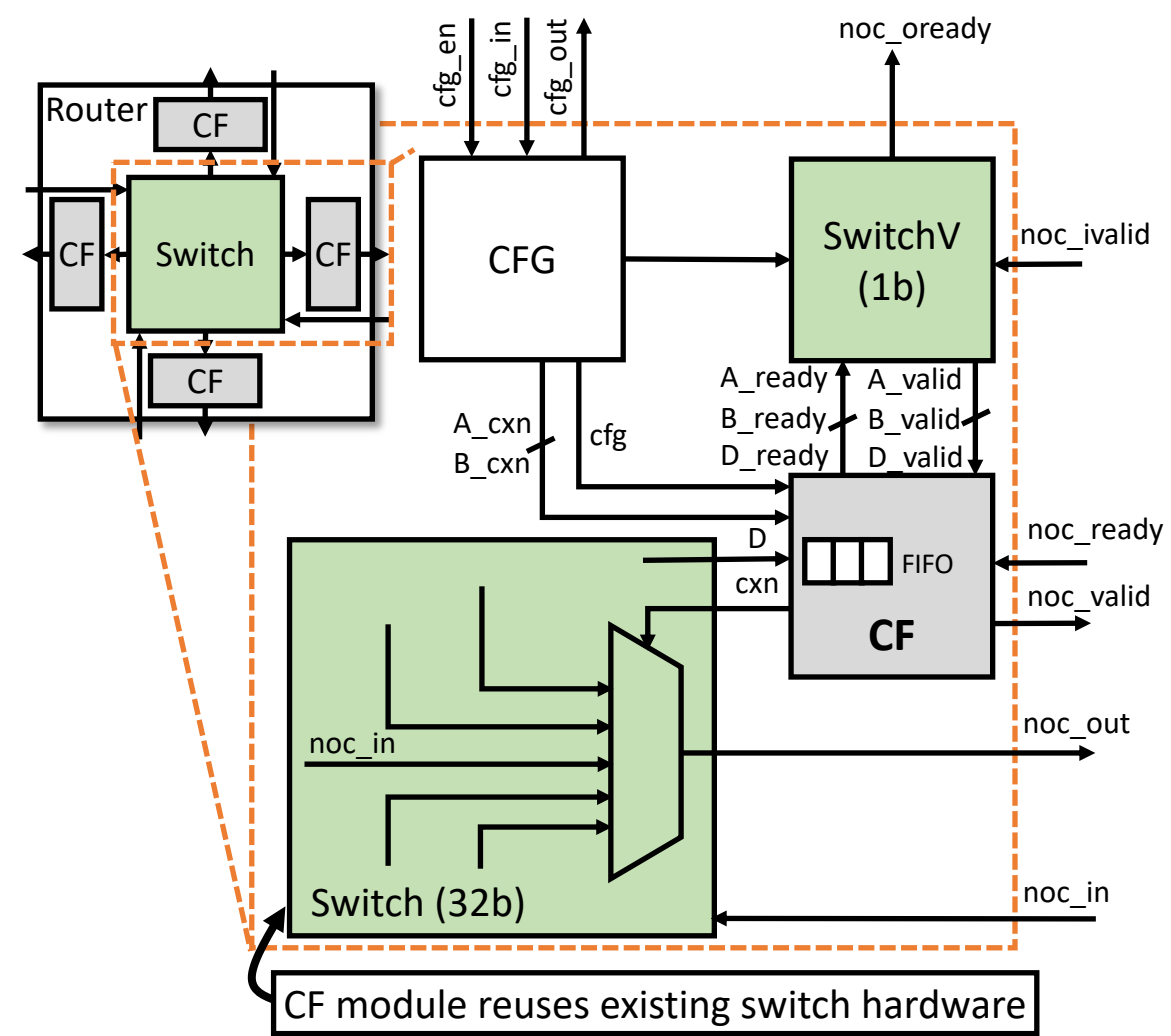 cfg_en
cfg_in
cfg_out
noc_oready
Router
CF
CF
Switch
CF
CF
CFG
SwitchV
(1b)
noc_ivalid
A_ready
B_ready
D_ready
A_valid
B_valid
D_valid
A_cxn
B_cxn
cfg
D
cxn
FIFO
CF
noc_ready
noc_valid
noc_in
noc_out
Switch (32b)
noc_in
CF module reuses existing switch hardware